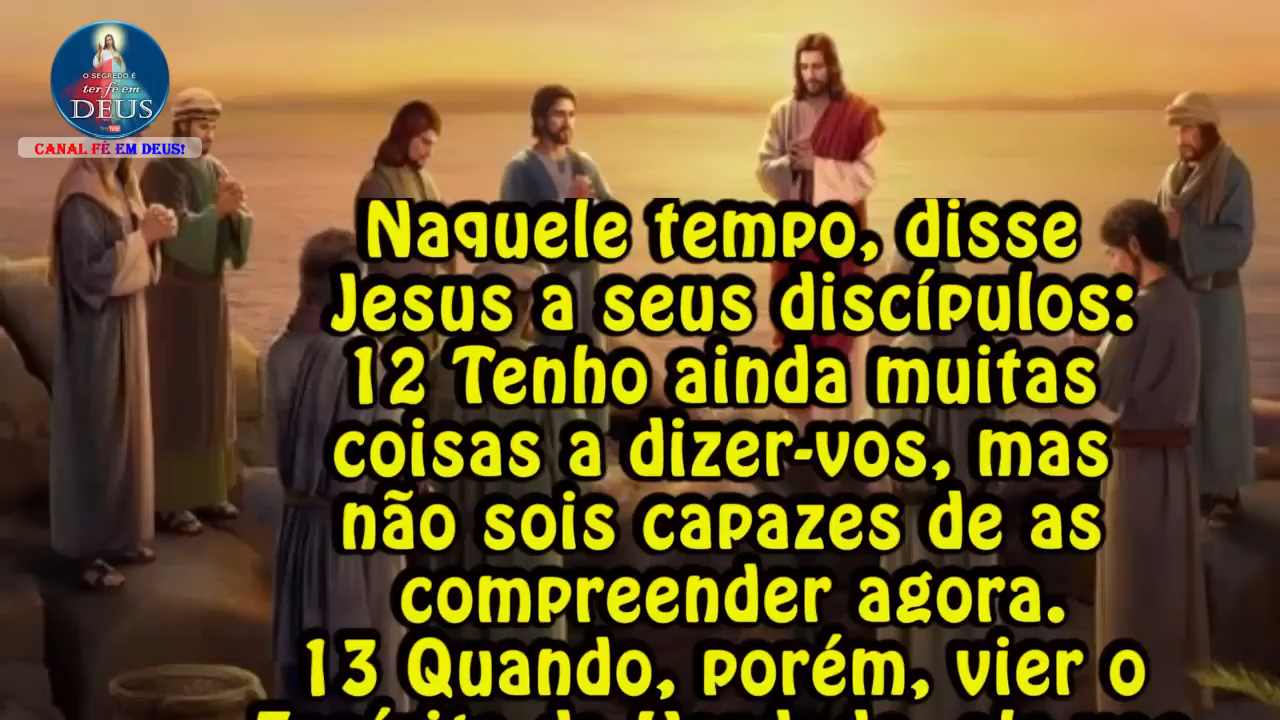 O SEGREDO É
ter fé em
DEUS
CANAL FÉ EM DEUS!
Naquele tempo, disse
Jesus a seus discípulos:
12 Tenho ainda muitas
coisas a dizer-vos, mas
não sois capazes de as
compreender agora.
13 Quando, porém, vier o